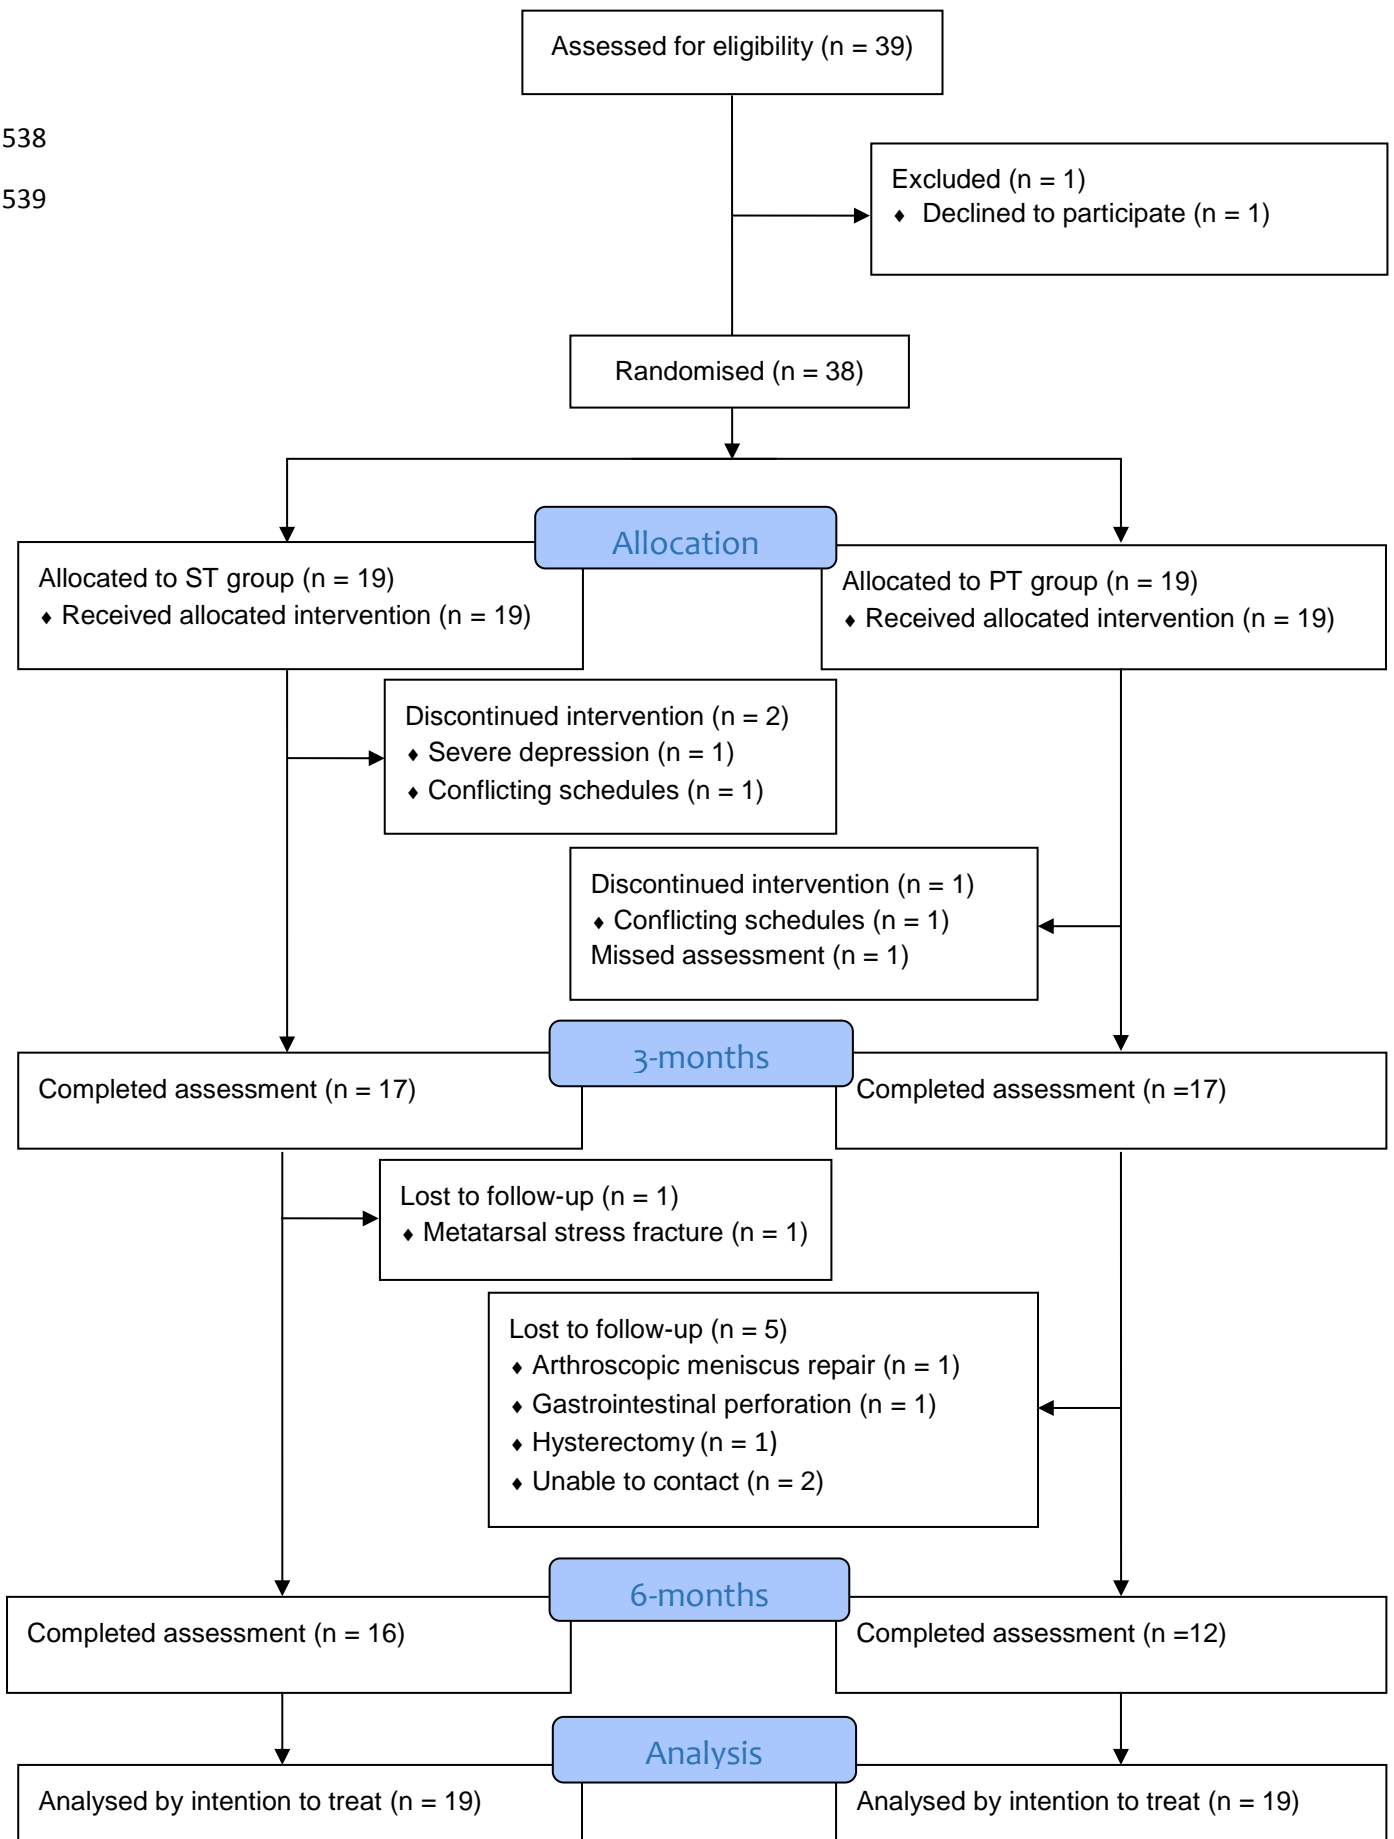 Assessed for eligibility (n = 39)
538
539
Excluded (n = 1)
♦ Declined to participate (n = 1)
Randomised (n = 38)
Allocation
Allocated to ST group (n = 19)
♦ Received allocated intervention (n = 19)
Allocated to PT group (n = 19)
♦ Received allocated intervention (n = 19)
Discontinued intervention (n = 2)
♦ Severe depression (n = 1)
♦ Conflicting schedules (n = 1)
Discontinued intervention (n = 1)
♦ Conflicting schedules (n = 1)
Missed assessment (n = 1)
3-months
Completed assessment (n = 17)
Completed assessment (n =17)
Lost to follow-up (n = 1)
♦ Metatarsal stress fracture (n = 1)
Lost to follow-up (n = 5)
♦ Arthroscopic meniscus repair (n = 1)
♦ Gastrointestinal perforation (n = 1)
♦ Hysterectomy (n = 1)
♦ Unable to contact (n = 2)
6-months
Completed assessment (n = 16)
Completed assessment (n =12)
Analysis
Analysed by intention to treat (n = 19)
Analysed by intention to treat (n = 19)